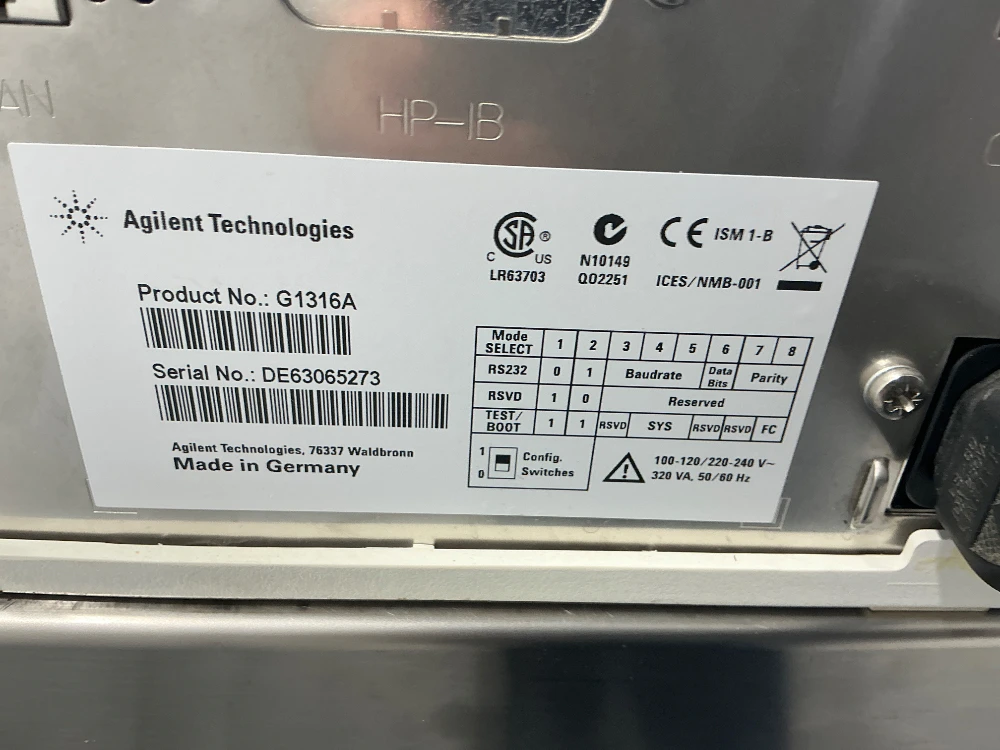 AN
HP-IB
Agilent Technologies
SA ®
C US
LR63703
N10149
Q02251
CE ISM 1-B
ICES/NMB-001
Product No.: G1316A
Serial No.: DE63065273
Agilent Technologies, 76337 Waldbronn
Made in Germany
Mode SELECT 1 2 3 4 5 6 7 8
RS232 0 1 Baudrate Data Bits Parity
RSVD 1 0 Reserved
TEST/BOOT 1 1 RSVD SYS RSVD RSVD FC
1
0
Config.
Switches
100-120/220-240 V~
320 VA, 50/60 Hz